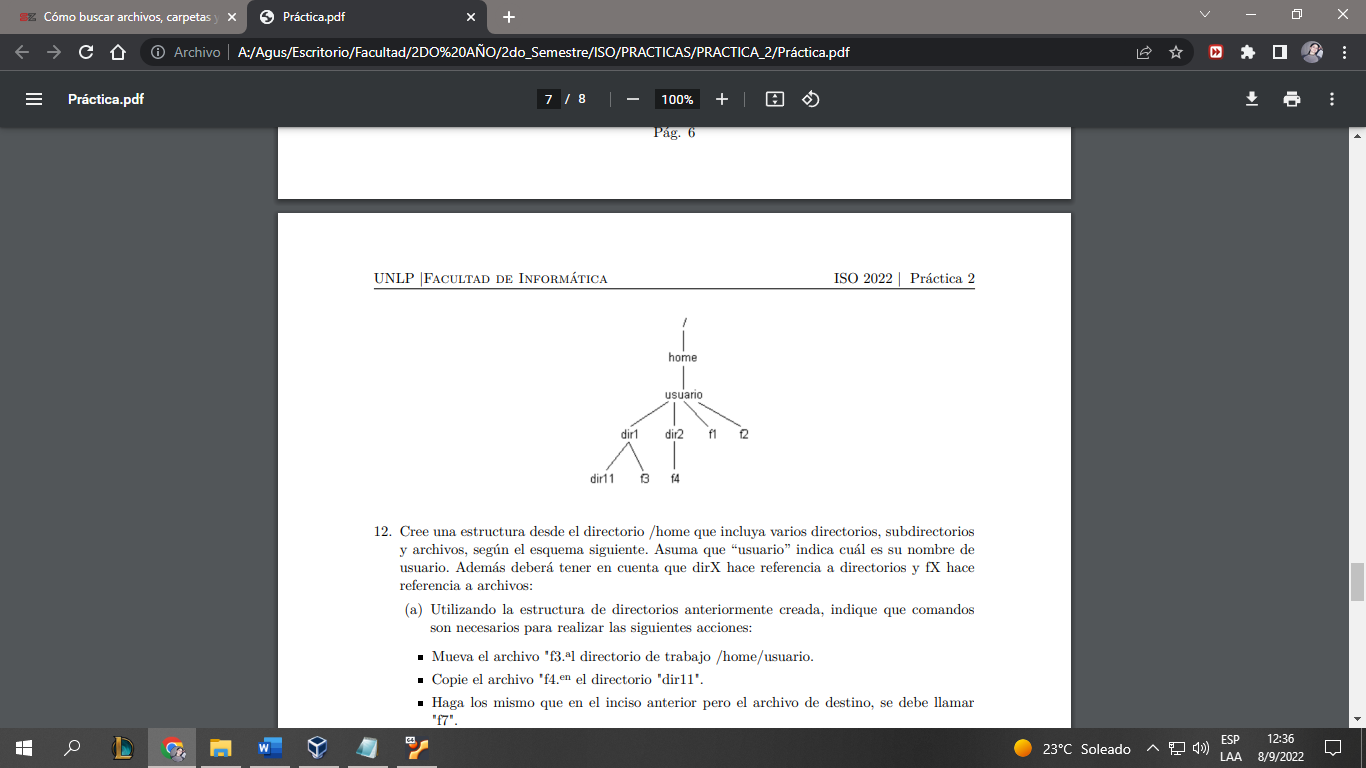 Cómo buscar archivos, carpetas y
Práctica.pdf
Archivo
A:/Agus/Escritorio/Facultad/2DO%20AÑO/2do_Semestre/ISO/PRACTICAS/PRACTICA_2/Práctica.pdf
Práctica.pdf
7 / 8
100%
Pág. 6
UNLP |FACULTAD DE INFORMÁTICA
ISO 2022 | Práctica 2
/
home
usuario
dir1 dir2 f1 f2
dir11 f3 f4
12. Cree una estructura desde el directorio /home que incluya varios directorios, subdirectorios
y archivos, según el esquema siguiente. Asuma que “usuario” indica cuál es su nombre de
usuario. Además deberá tener en cuenta que dirX hace referencia a directorios y fX hace
referencia a archivos:
(a) Utilizando la estructura de directorios anteriormente creada, indique que comandos
son necesarios para realizar las siguientes acciones:
▪ Mueva el archivo "f3.ªl directorio de trabajo /home/usuario.
▪ Copie el archivo "f4.ᵉⁿ el directorio "dir11".
▪ Haga los mismo que en el inciso anterior pero el archivo de destino, se debe llamar
"f7".
23°C Soleado
ESP
LAA
12:36
8/9/2022